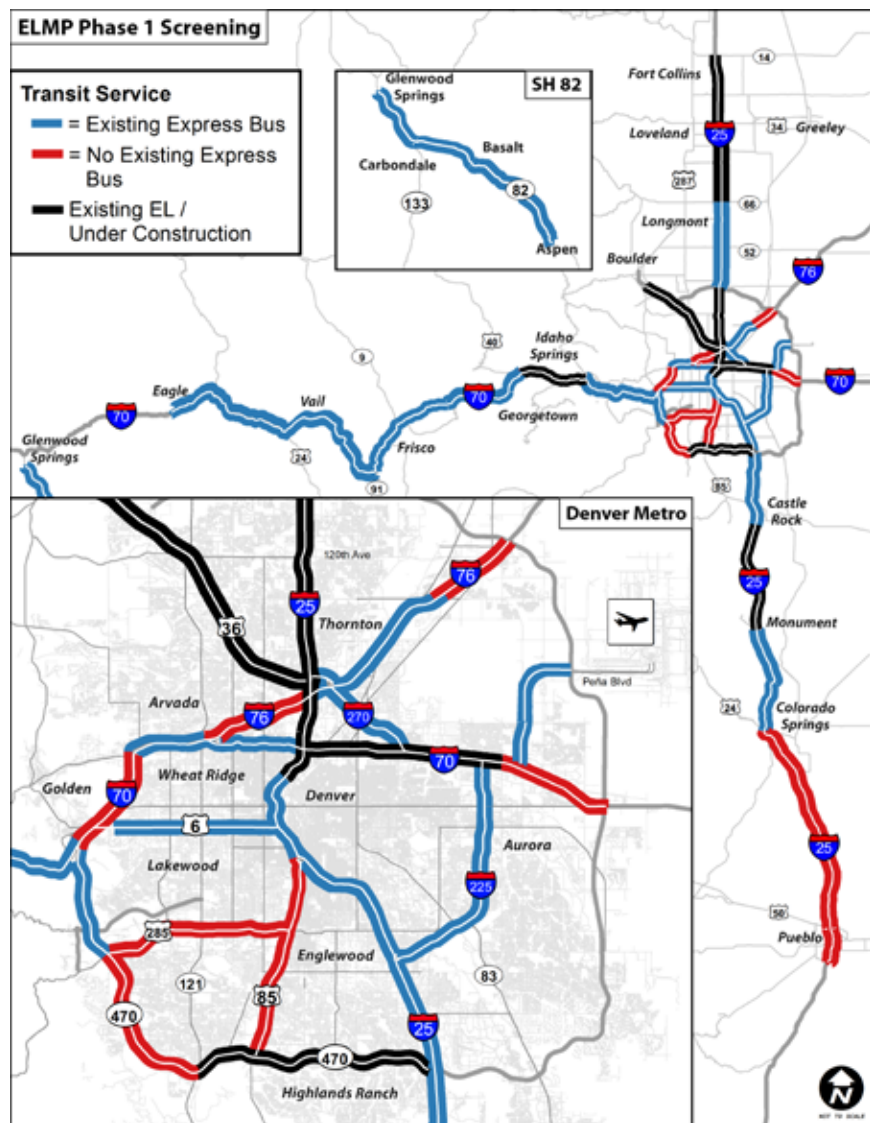 ELMP Phase 1 Screening
Transit Service
= Existing Express Bus
= No Existing Express
Bus
Existing EL /
Under Construction
Glenwood
Springs
SH 82
Carbondale
Basalt
82
133
Aspen
Fort Collins
14
Loveland
25
34
Greeley
287
66
Longmont
52
Boulder
76
9
40
Idaho
Springs
Eagle
Vail
70
70
70
Georgetown
Glenwood
Springs
24
Frisco
91
85
Castle
Rock
25
Monument
24
Colorado
Springs
25
50
Pueblo
Denver Metro
120th Ave
76
25
36
Thornton
Peña Blvd
Arvada
76
270
70
Wheat Ridge
Golden
70
Denver
6
Aurora
Lakewood
225
285
Englewood
83
121
85
470
25
470
Highlands Ranch
N
NOT TO SCALE